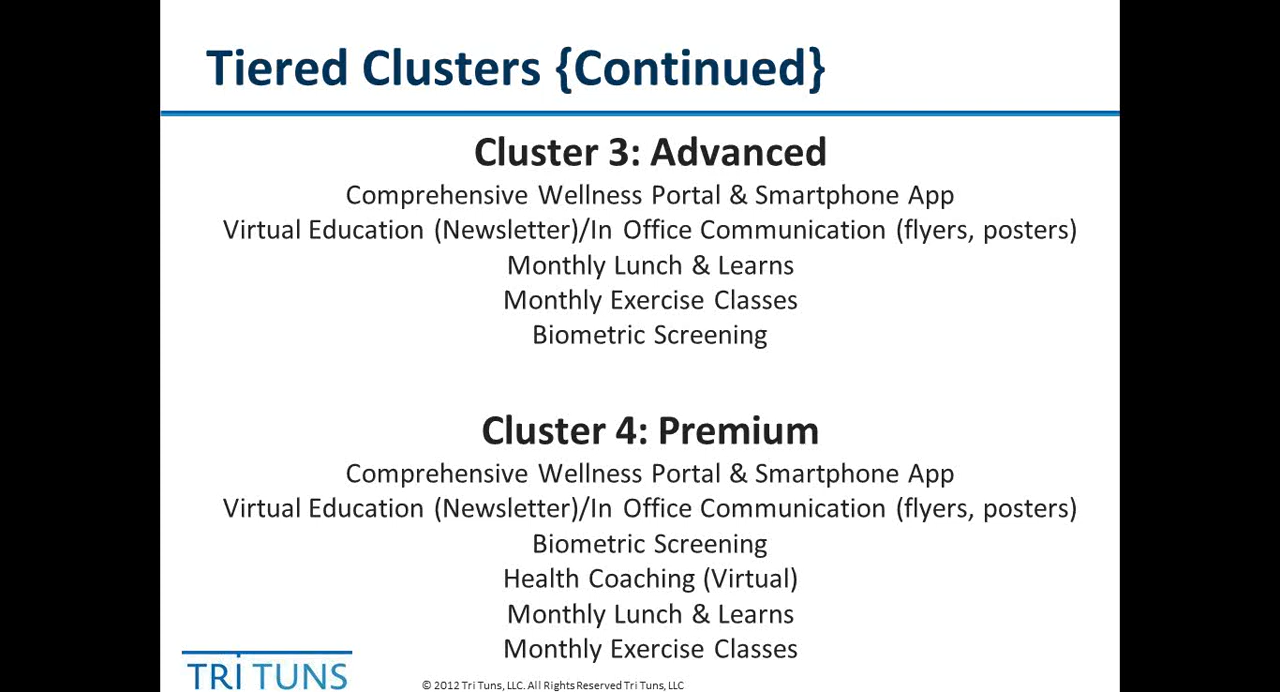 Tiered Clusters {Continued}
Cluster 3: Advanced
Comprehensive Wellness Portal & Smartphone App
Virtual Education (Newsletter)/In Office Communication (flyers, posters)
Monthly Lunch & Learns
Monthly Exercise Classes
Biometric Screening
Cluster 4: Premium
Comprehensive Wellness Portal & Smartphone App
Virtual Education (Newsletter)/In Office Communication (flyers, posters)
Biometric Screening
Health Coaching (Virtual)
Monthly Lunch & Learns
Monthly Exercise Classes
TRi TUNS
© 2012 Tri Tuns, LLC. All Rights Reserved Tri Tuns, LLC